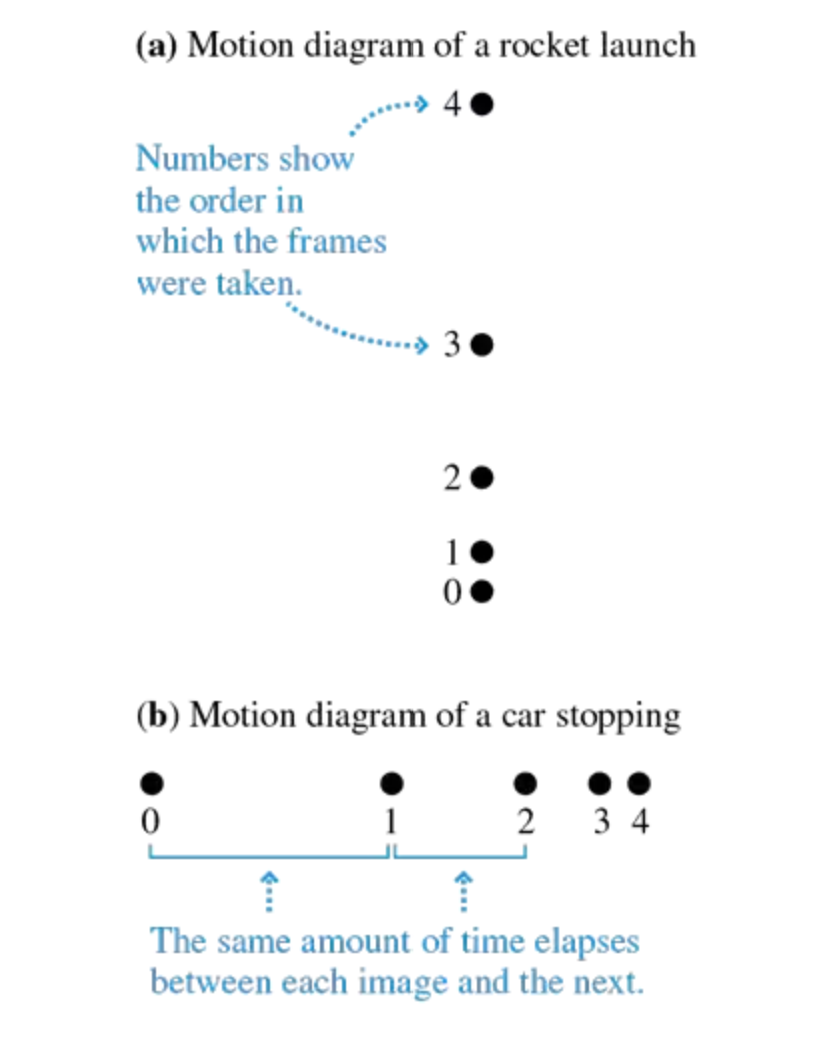 (a) Motion diagram of a rocket launch
4
Numbers show
the order in
which the frames
were taken.
3
2
1
0
(b) Motion diagram of a car stopping
0 1 2 3 4
The same amount of time elapses
between each image and the next.